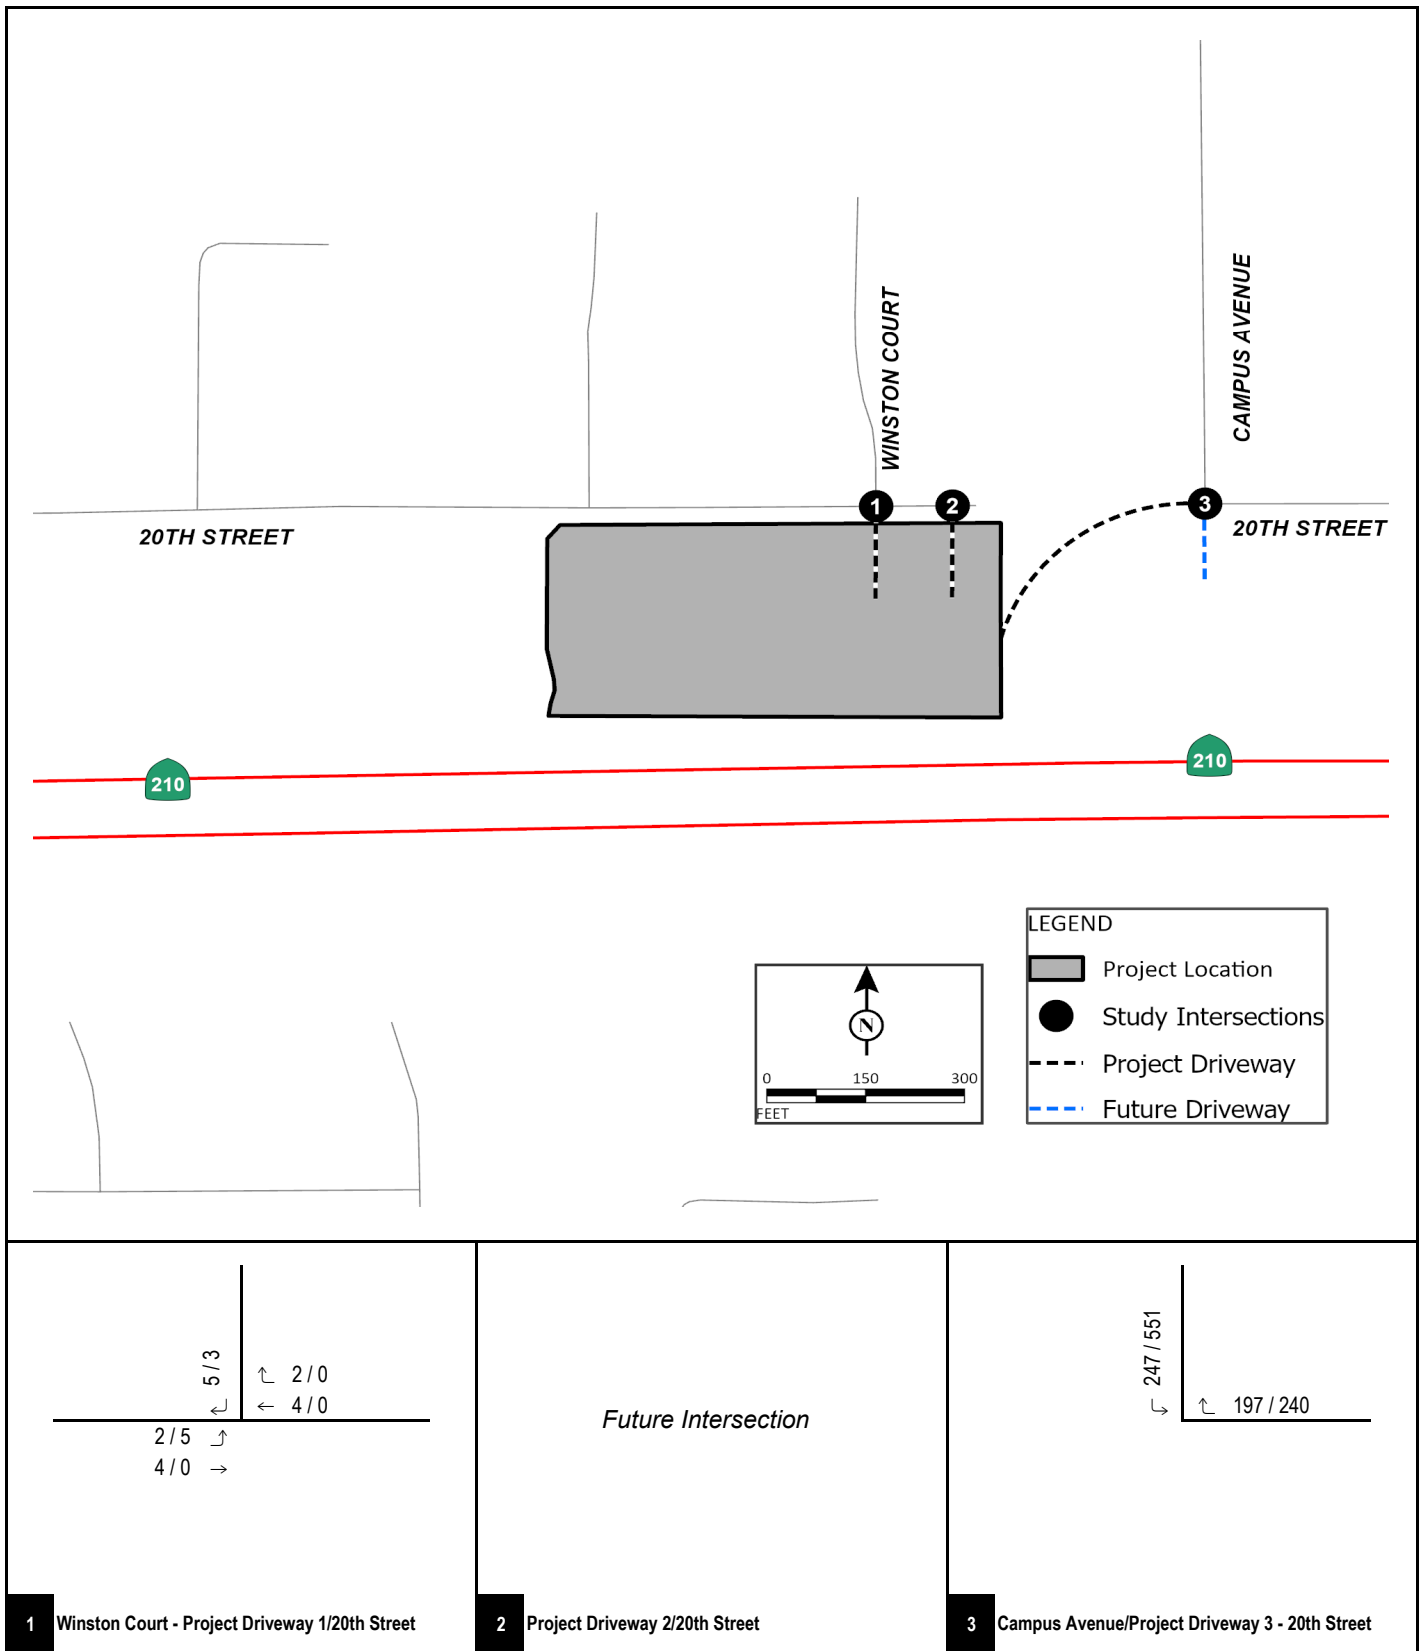 WINSTON COURT
CAMPUS AVENUE
1
2
3
20TH STREET
20TH STREET
210
210
LEGEND
Project Location
Study Intersections
Project Driveway
Future Driveway
N
0 150 300
FEET
5 / 3
2 / 0
4 / 0
2 / 5
4 / 0
1 Winston Court - Project Driveway 1/20th Street
Future Intersection
2 Project Driveway 2/20th Street
247 / 551
197 / 240
3 Campus Avenue/Project Driveway 3 - 20th Street